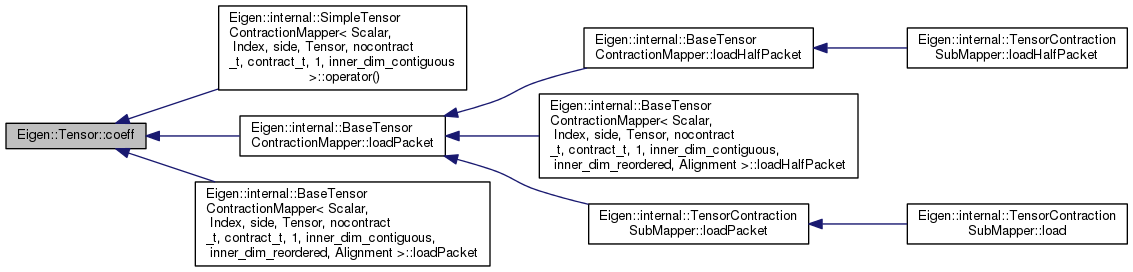 Eigen::Tensor::coeff
Eigen::internal::SimpleTensor
ContractionMapper< Scalar,
Index, side, Tensor, nocontract
_t, contract_t, 1, inner_dim_contiguous
>::operator()
Eigen::internal::BaseTensor
ContractionMapper::loadPacket
Eigen::internal::BaseTensor
ContractionMapper< Scalar,
Index, side, Tensor, nocontract
_t, contract_t, 1, inner_dim_contiguous,
inner_dim_reordered, Alignment >::loadPacket
Eigen::internal::BaseTensor
ContractionMapper::loadHalfPacket
Eigen::internal::BaseTensor
ContractionMapper< Scalar,
Index, side, Tensor, nocontract
_t, contract_t, 1, inner_dim_contiguous,
inner_dim_reordered, Alignment >::loadHalfPacket
Eigen::internal::TensorContraction
SubMapper::loadPacket
Eigen::internal::TensorContraction
SubMapper::loadHalfPacket
Eigen::internal::TensorContraction
SubMapper::load